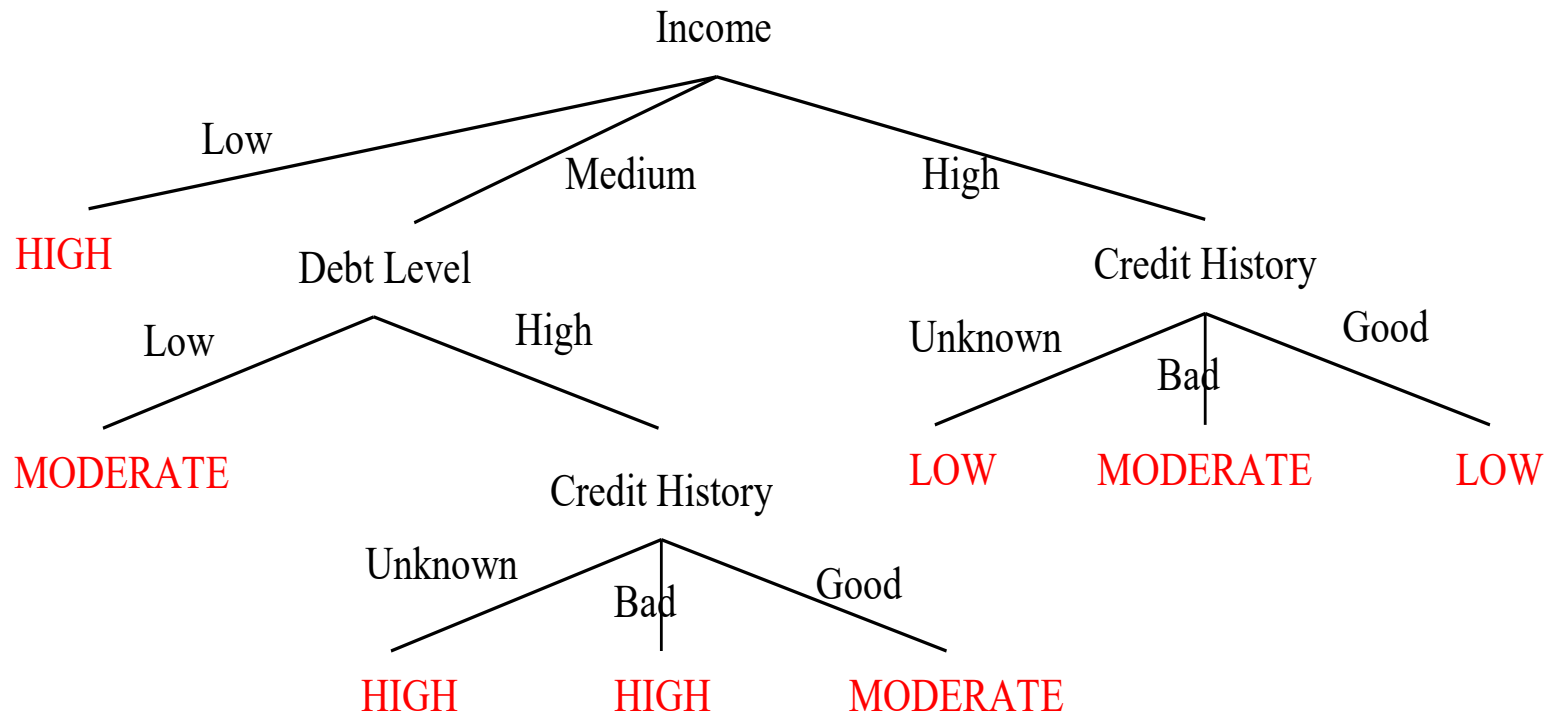 Income
Low
Medium
High
HIGH
Debt Level
Credit History
Low
High
Unknown
Bad
Good
MODERATE
Credit History
LOW
MODERATE
LOW
Unknown
Bad
Good
HIGH
HIGH
MODERATE